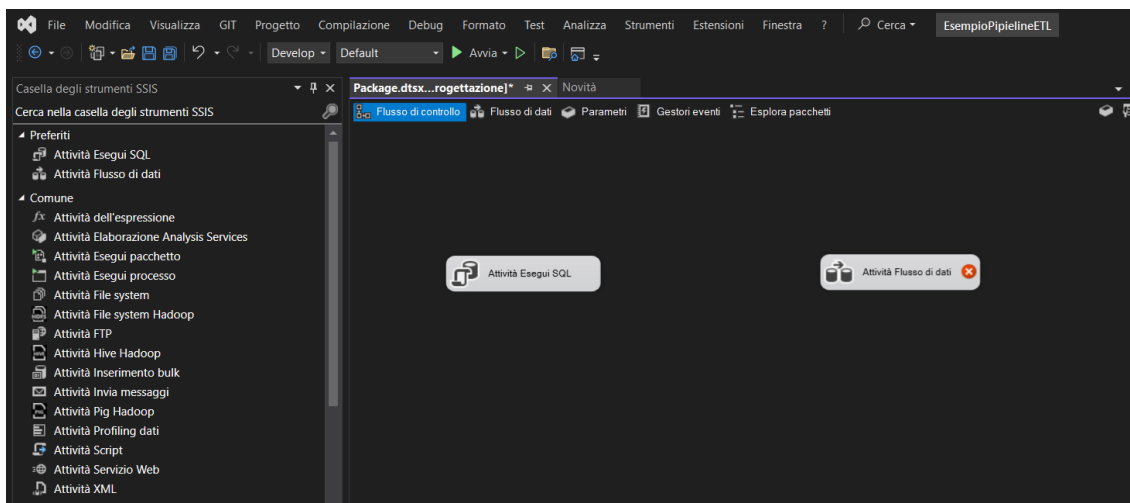 File Modifica Visualizza GIT Progetto Compilazione Debug Formato Test Analizza Strumenti Estensioni Finestra ? Cerca EsempioPipielineETL
Develop Default Avvia
Casella degli strumenti SSIS
Package.dtsx...rogettazione]* Novità
Cerca nella casella degli strumenti SSIS
Flusso di controllo Flusso di dati Parametri Gestori eventi Esplora pacchetti
Preferiti
Attività Esegui SQL
Attività Flusso di dati
Comune
fx Attività dell'espressione
Attività Elaborazione Analysis Services
Attività Esegui pacchetto
Attività Esegui processo
Attività File system
Attività File system Hadoop
Attività FTP
Attività Hive Hadoop
Attività Inserimento bulk
Attività Invia messaggi
Attività Pig Hadoop
Attività Profiling dati
Attività Script
Attività Servizio Web
Attività XML
Attività Esegui SQL
Attività Flusso di dati